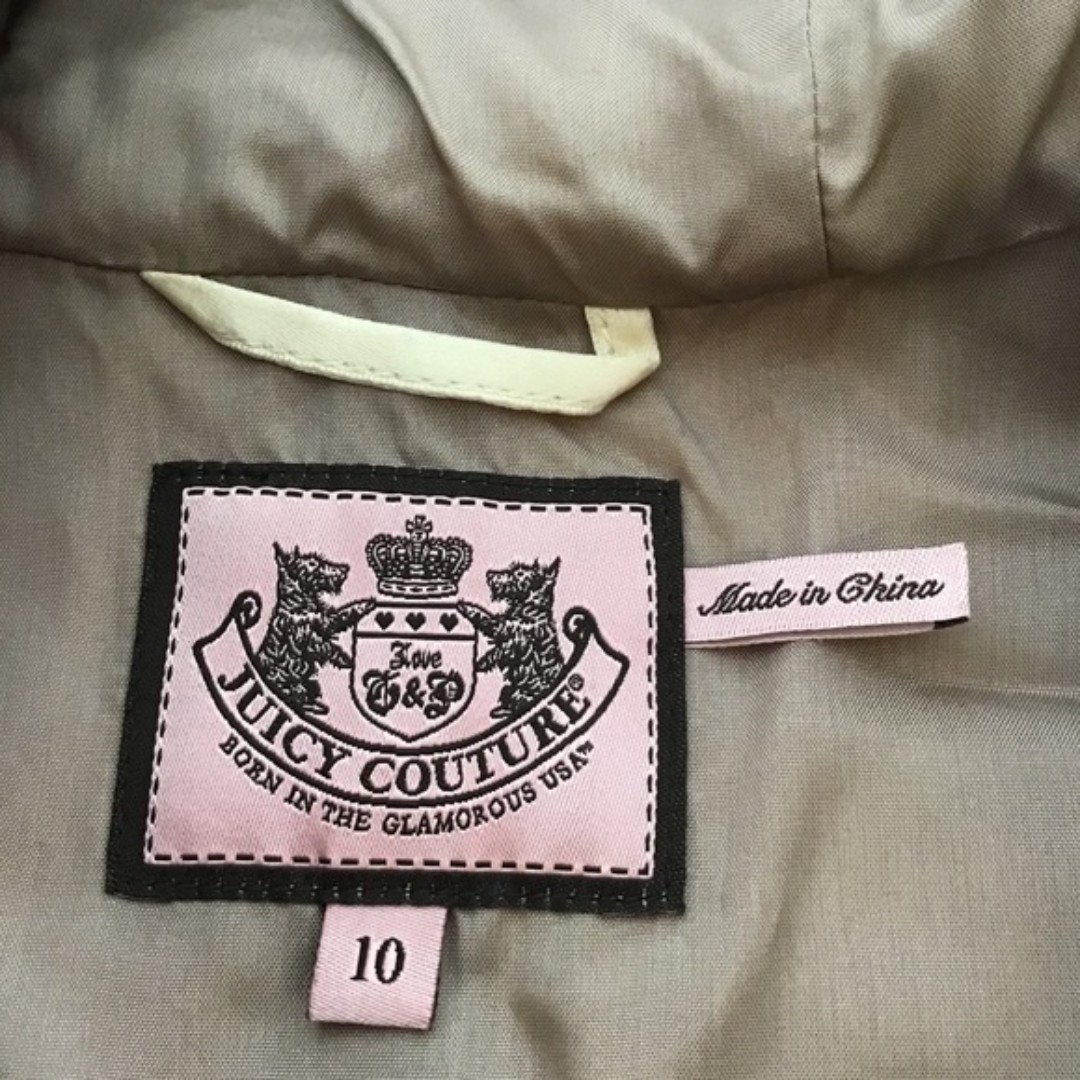 Love
G&P
JUICY COUTURE®
BORN IN THE GLAMOROUS USA™
Made in China
10